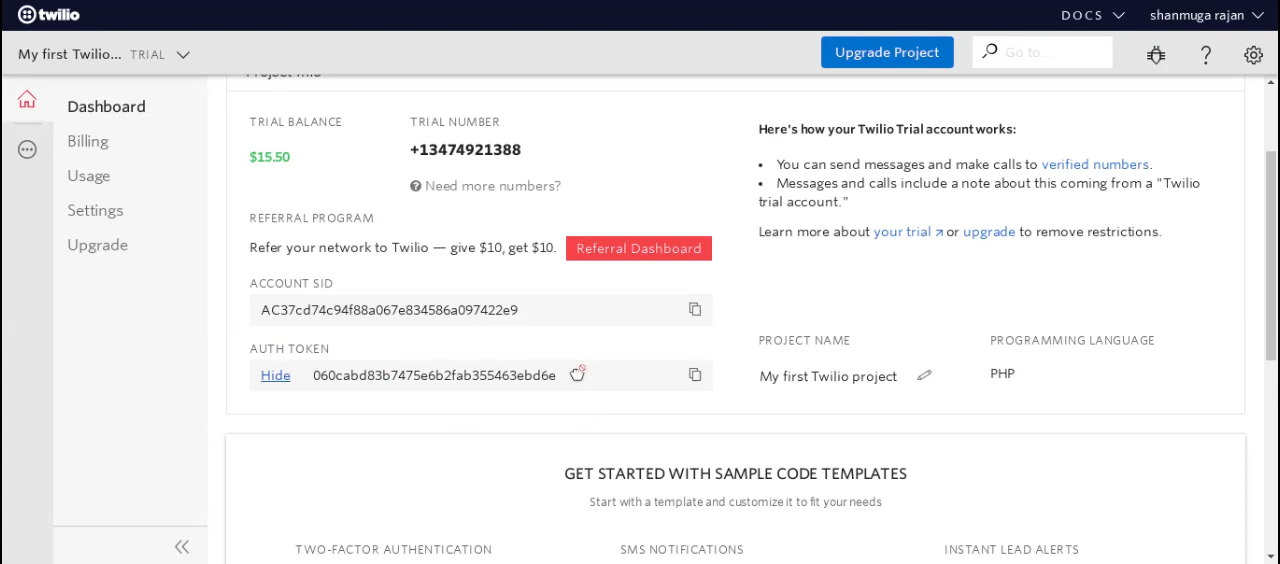 twilio
DOCS
shanmuga rajan
My first Twilio... TRIAL
Upgrade Project
Go to...
Dashboard
Billing
Usage
Settings
Upgrade
Project Info
TRIAL BALANCE
$15.50
TRIAL NUMBER
+13474921388
Need more numbers?
REFERRAL PROGRAM
Refer your network to Twilio — give $10, get $10.
Referral Dashboard
ACCOUNT SID
AC37cd74c94f88a067e834586a097422e9
AUTH TOKEN
Hide 060cabd83b7475e6b2fab355463ebd6e
Here's how your Twilio Trial account works:
• You can send messages and make calls to verified numbers.
• Messages and calls include a note about this coming from a "Twilio
trial account."
Learn more about your trial or upgrade to remove restrictions.
PROJECT NAME
My first Twilio project
PROGRAMMING LANGUAGE
PHP
GET STARTED WITH SAMPLE CODE TEMPLATES
Start with a template and customize it to fit your needs
TWO-FACTOR AUTHENTICATION
SMS NOTIFICATIONS
INSTANT LEAD ALERTS